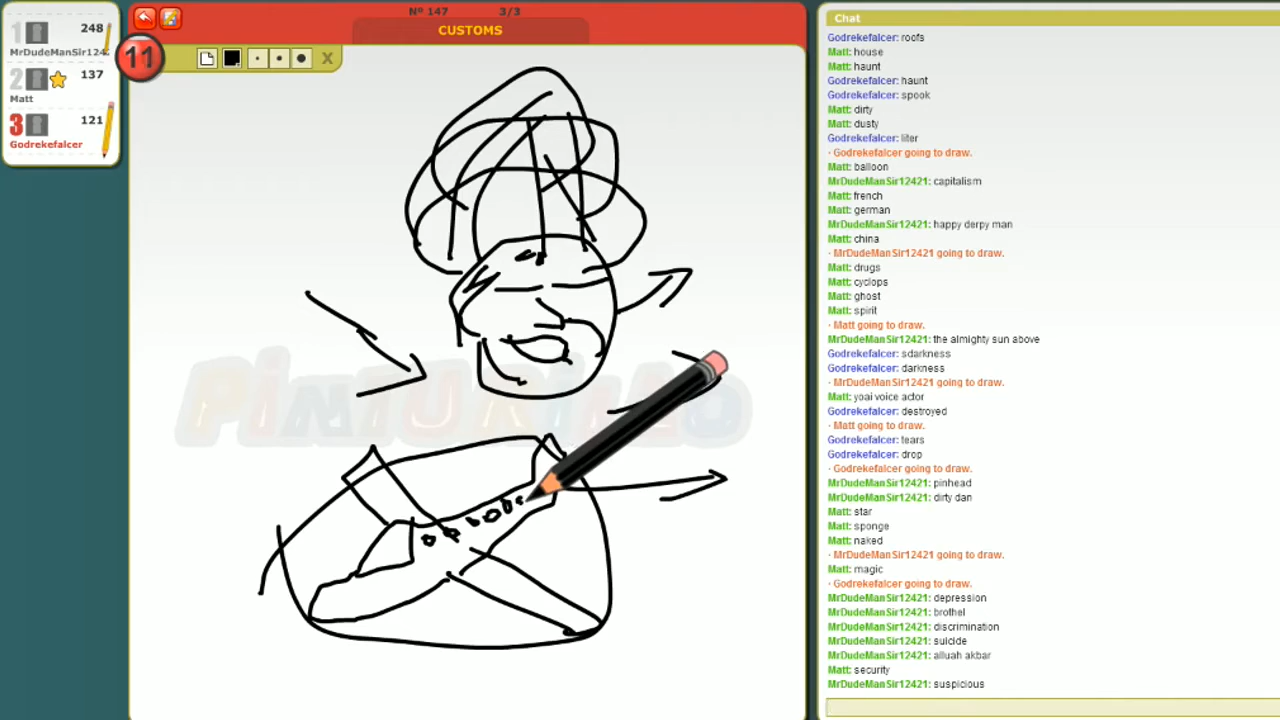 Nº 147 3/3
CUSTOMS
11
1 248
MrDudeManSir124
2 137
Matt
3 121
Godrekefalcer
PINTURILLO
Chat
Godrekefalcer: roofs
Matt: house
Matt: haunt
Godrekefalcer: haunt
Godrekefalcer: spook
Matt: dirty
Matt: dusty
Godrekefalcer: liter
· Godrekefalcer going to draw.
Matt: balloon
MrDudeManSir12421: capitalism
Matt: french
Matt: german
MrDudeManSir12421: happy derpy man
Matt: china
· MrDudeManSir12421 going to draw.
Matt: drugs
Matt: cyclops
Matt: ghost
Matt: spirit
· Matt going to draw.
MrDudeManSir12421: the almighty sun above
Godrekefalcer: sdarkness
Godrekefalcer: darkness
· MrDudeManSir12421 going to draw.
Matt: yoai voice actor
Godrekefalcer: destroyed
· Matt going to draw.
Godrekefalcer: tears
Godrekefalcer: drop
· Godrekefalcer going to draw.
MrDudeManSir12421: pinhead
MrDudeManSir12421: dirty dan
Matt: star
Matt: sponge
Matt: naked
· MrDudeManSir12421 going to draw.
Matt: magic
· Godrekefalcer going to draw.
MrDudeManSir12421: depression
MrDudeManSir12421: brothel
MrDudeManSir12421: discrimination
MrDudeManSir12421: suicide
MrDudeManSir12421: alluah akbar
Matt: security
MrDudeManSir12421: suspicious